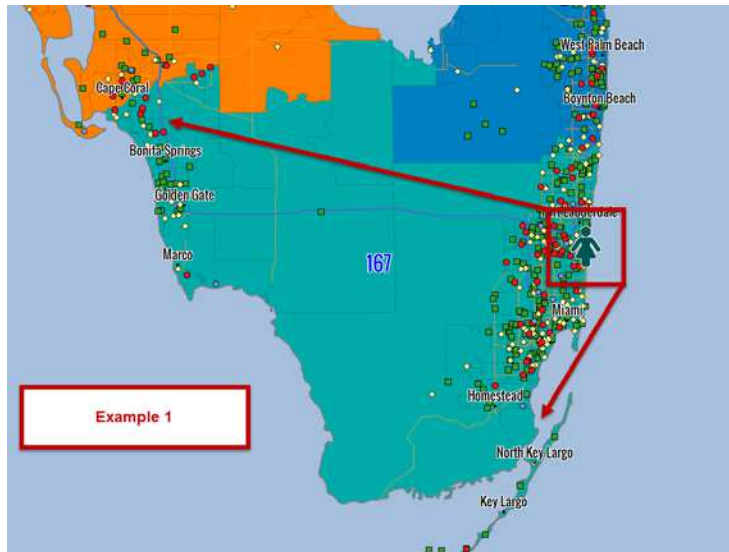 West Palm Beach
Cape Coral
Boynton Beach
Bonita Springs
Golden Gate
Lauderdale
Marco
167
Miami
Homestead
Example 1
North Key Largo
Key Largo